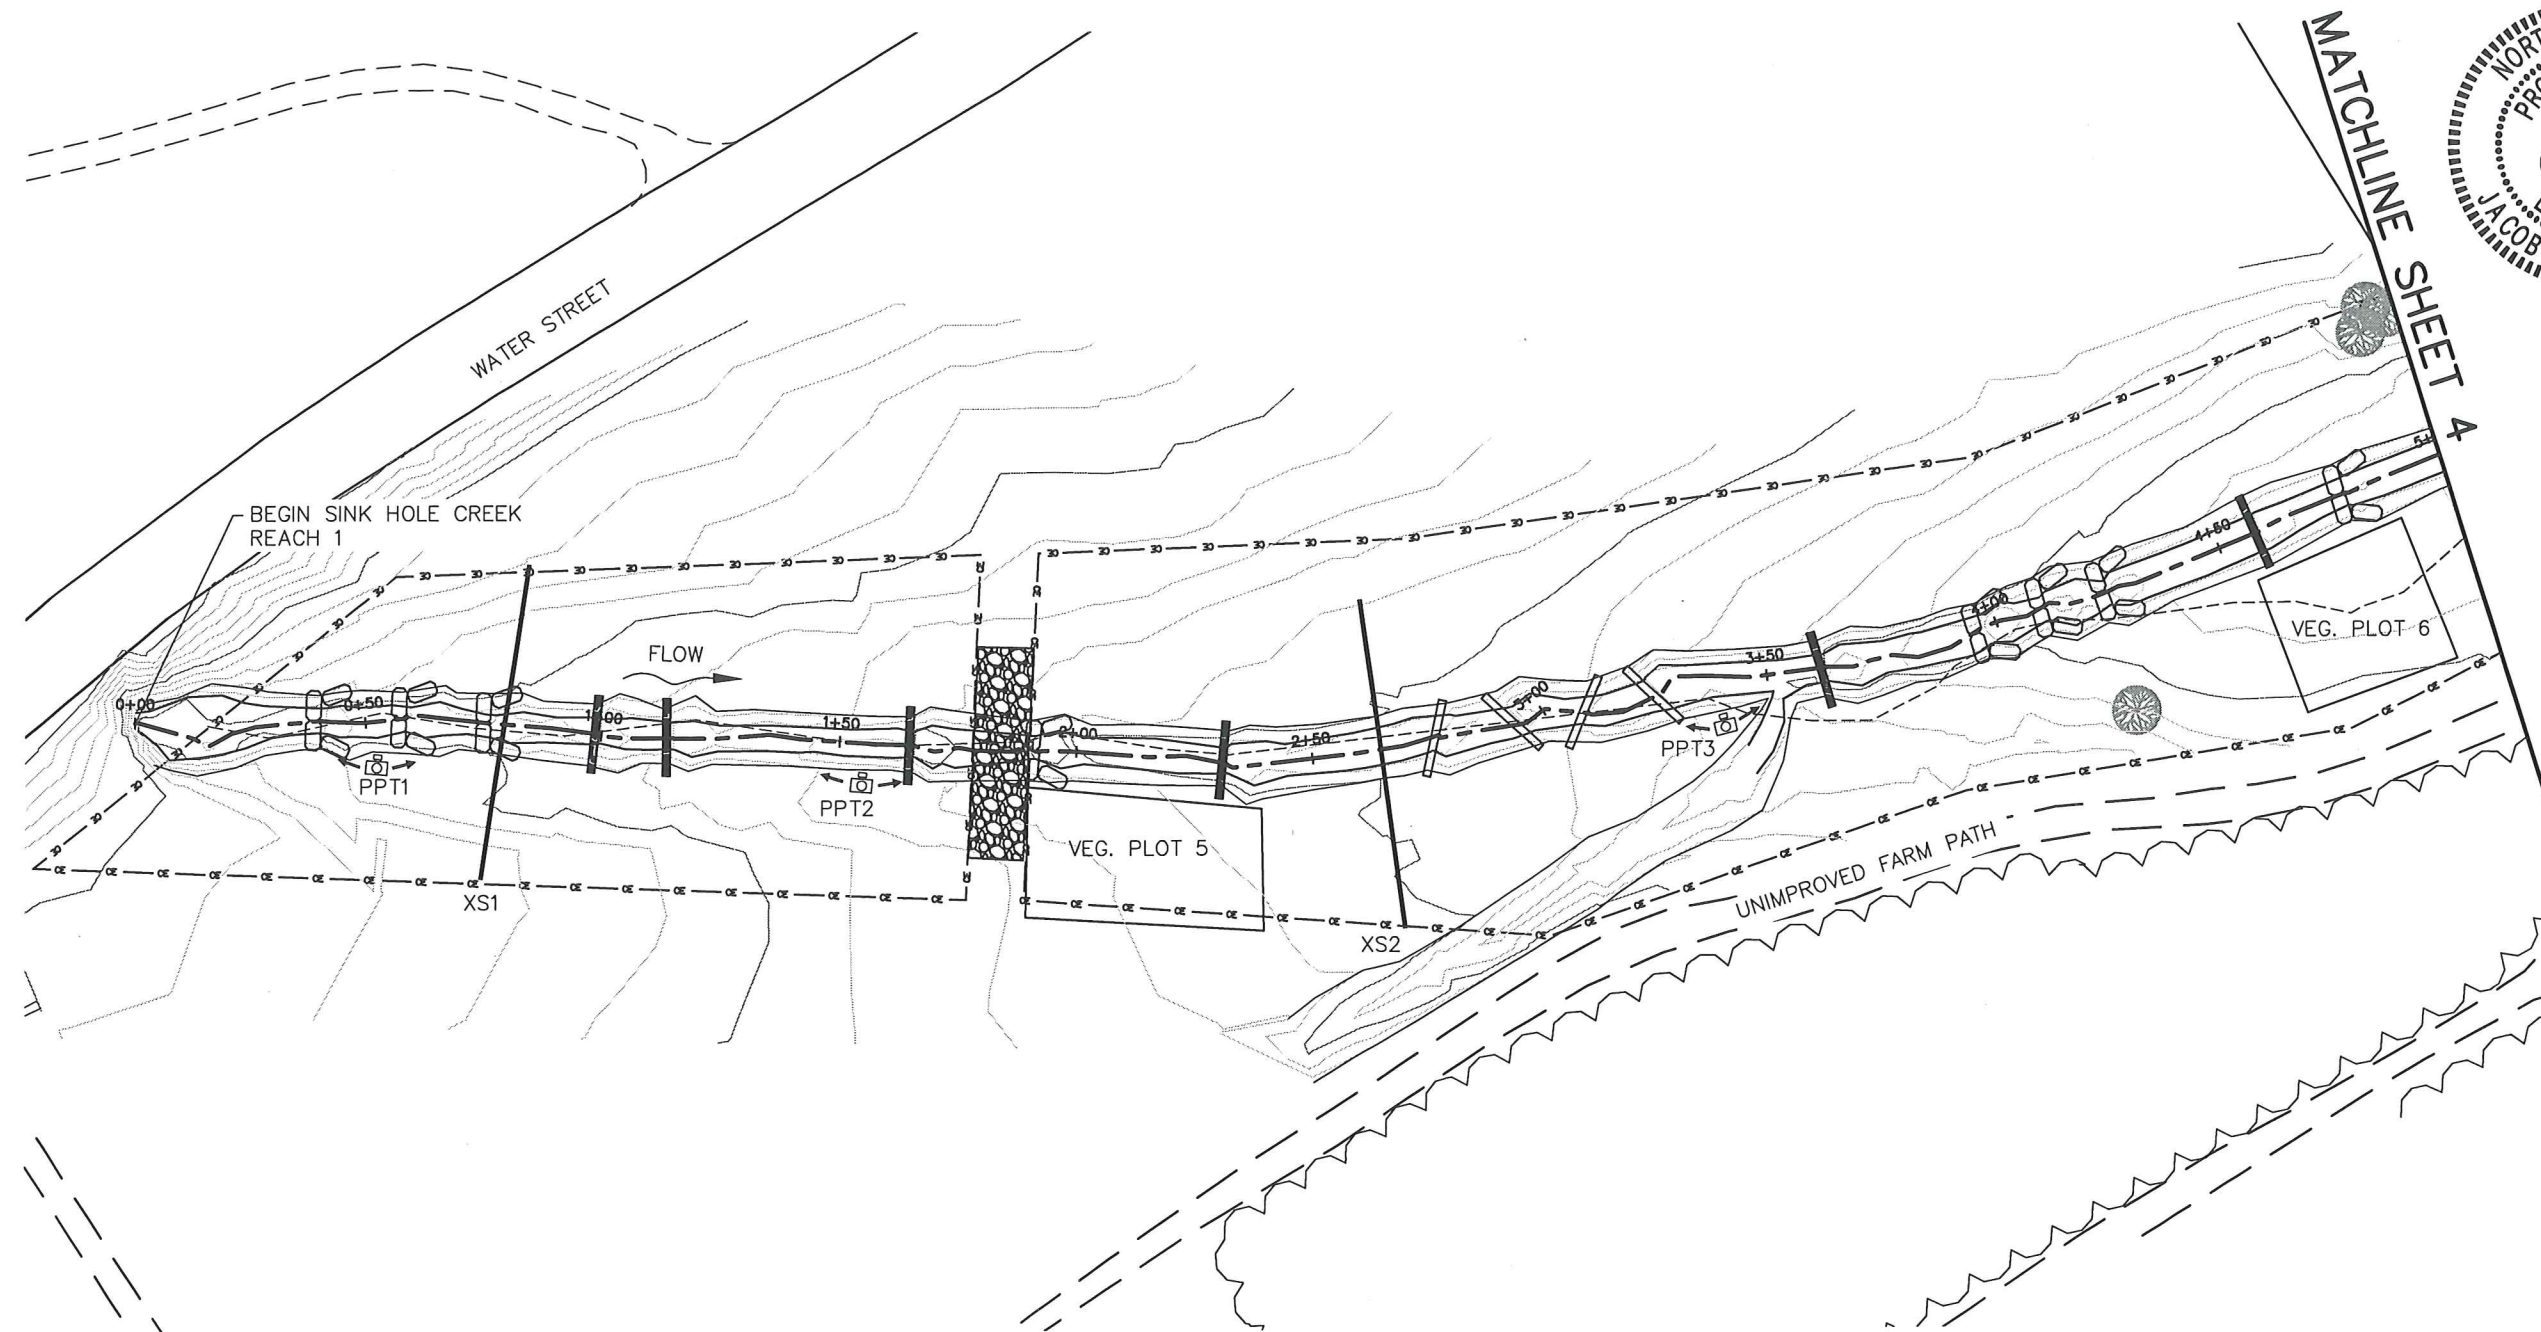 MATCHLINE SHEET 4
WATER STREET
BEGIN SINK HOLE CREEK
REACH 1
FLOW
0+00
0+50
1+00
1+50
2+00
2+50
3+00
3+50
4+00
4+50
5+
PPT1
PPT2
PPT3
XS1
XS2
VEG. PLOT 5
VEG. PLOT 6
UNIMPROVED FARM PATH
JACOB